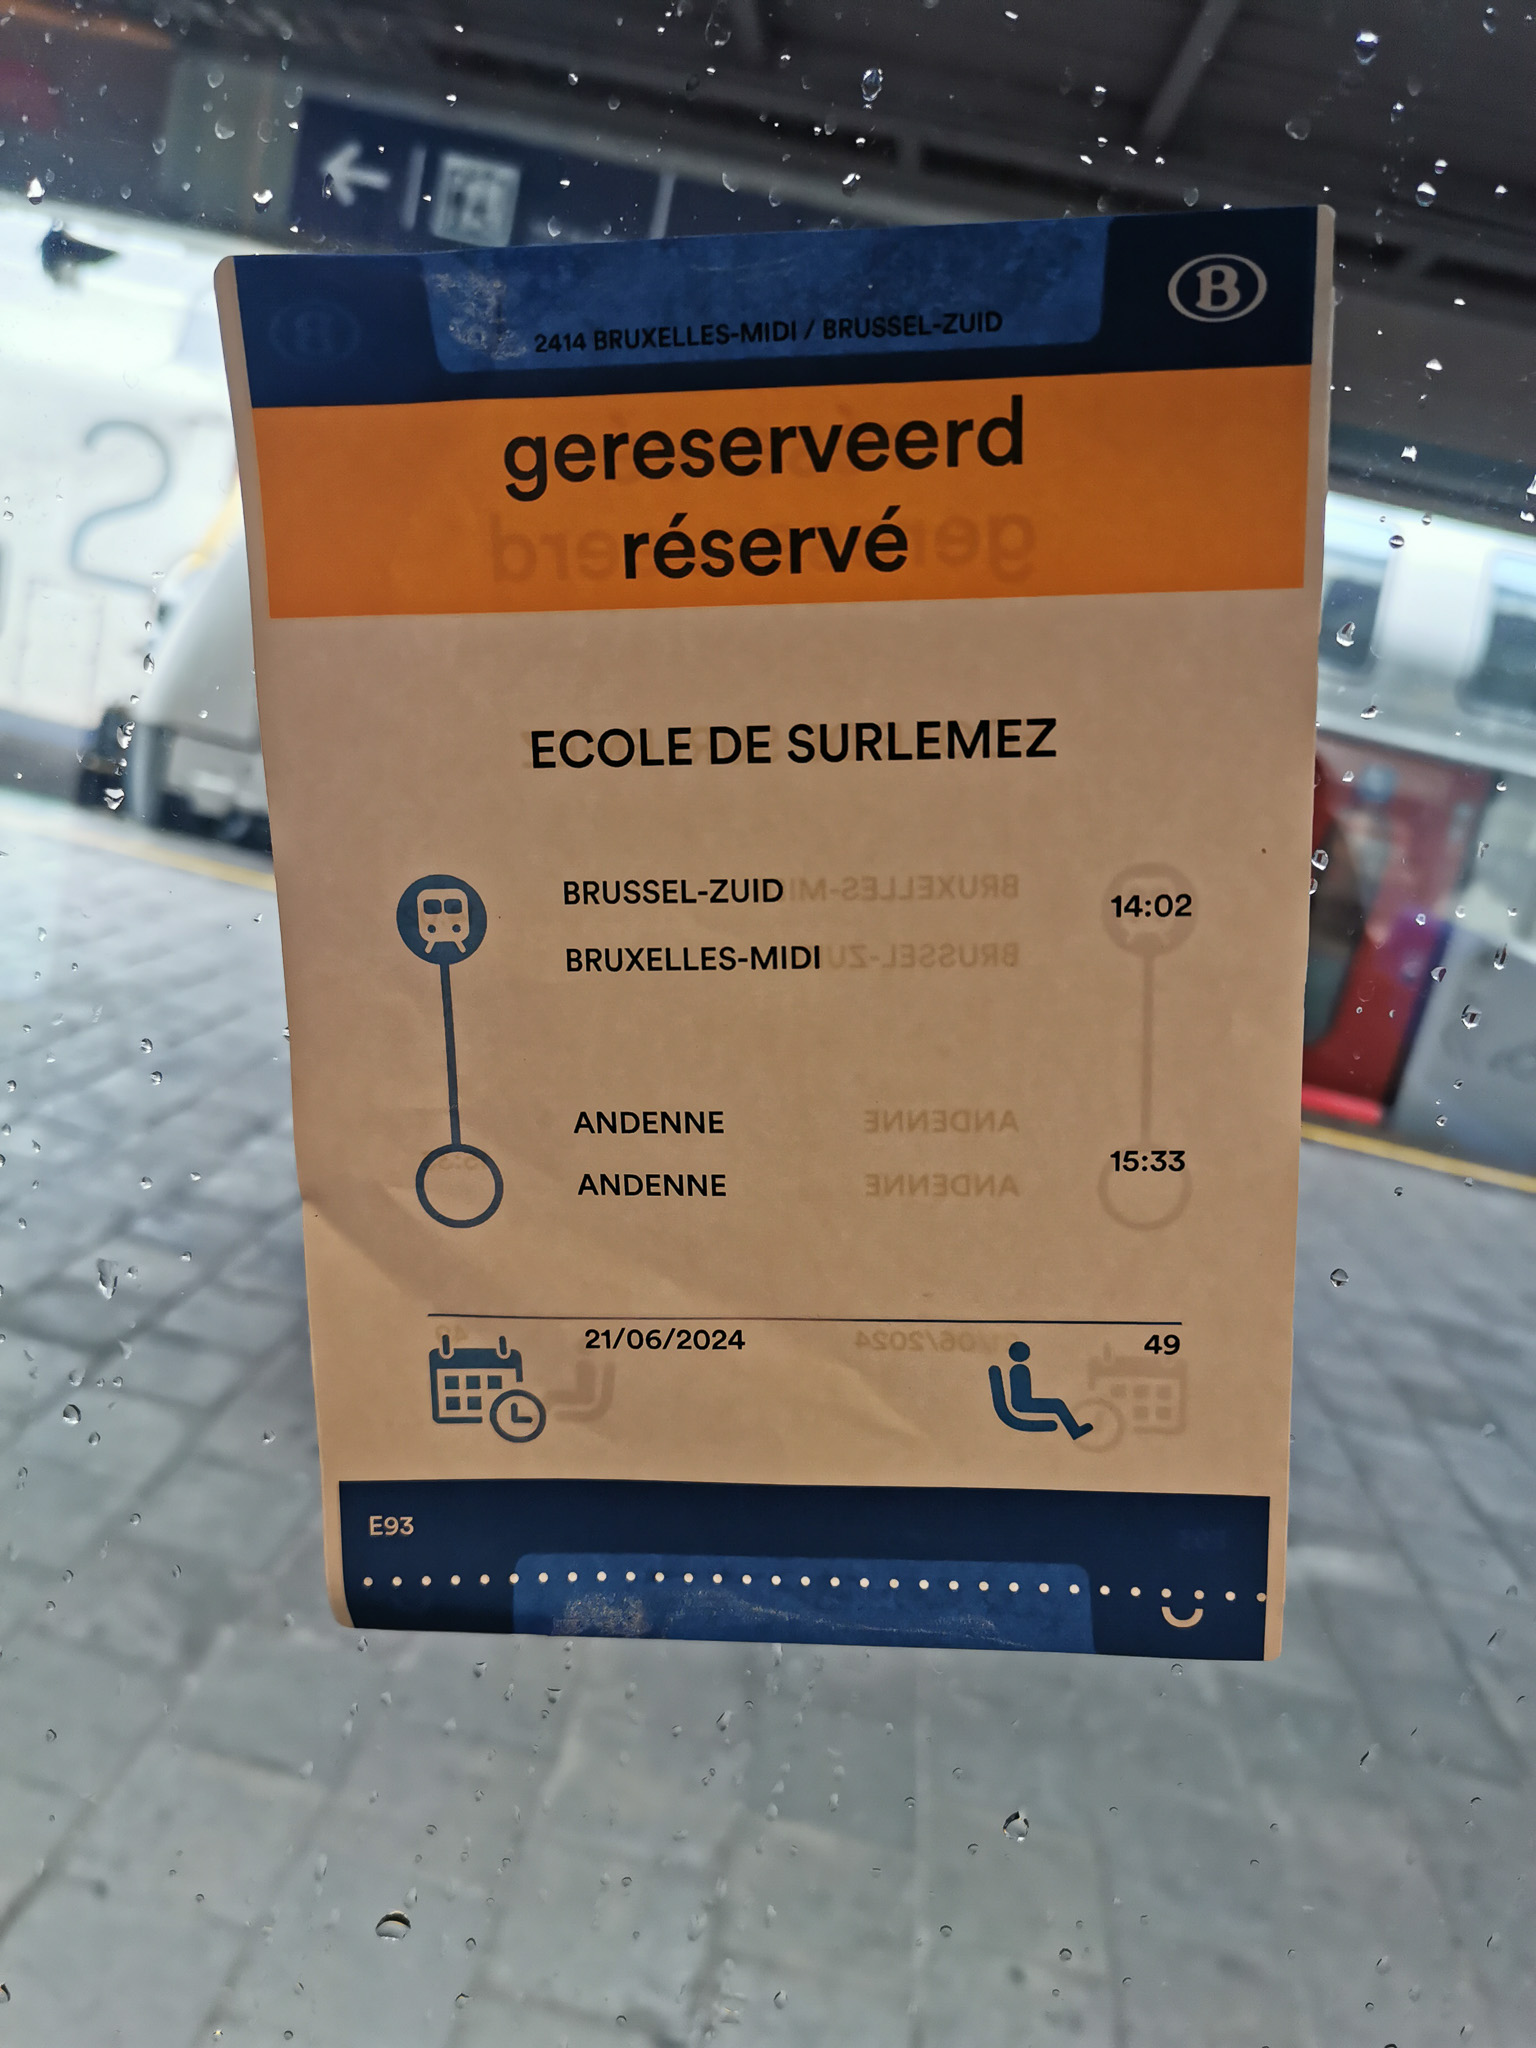 B
2414 BRUXELLES-MIDI / BRUSSEL-ZUID
gereserveerd
réservé
ECOLE DE SURLEMEZ
BRUSSEL-ZUID
BRUXELLES-MIDI
14:02
ANDENNE
ANDENNE
15:33
21/06/2024
49
E93
2